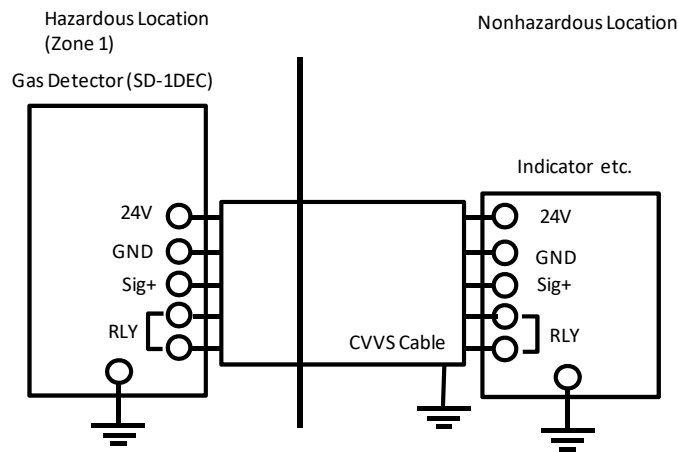 Hazardous Location
(Zone 1)
Nonhazardous Location
Gas Detector (SD-1DEC)
Indicator etc.
24V
GND
Sig+
RLY
CVVS Cable
24V
GND
Sig+
RLY